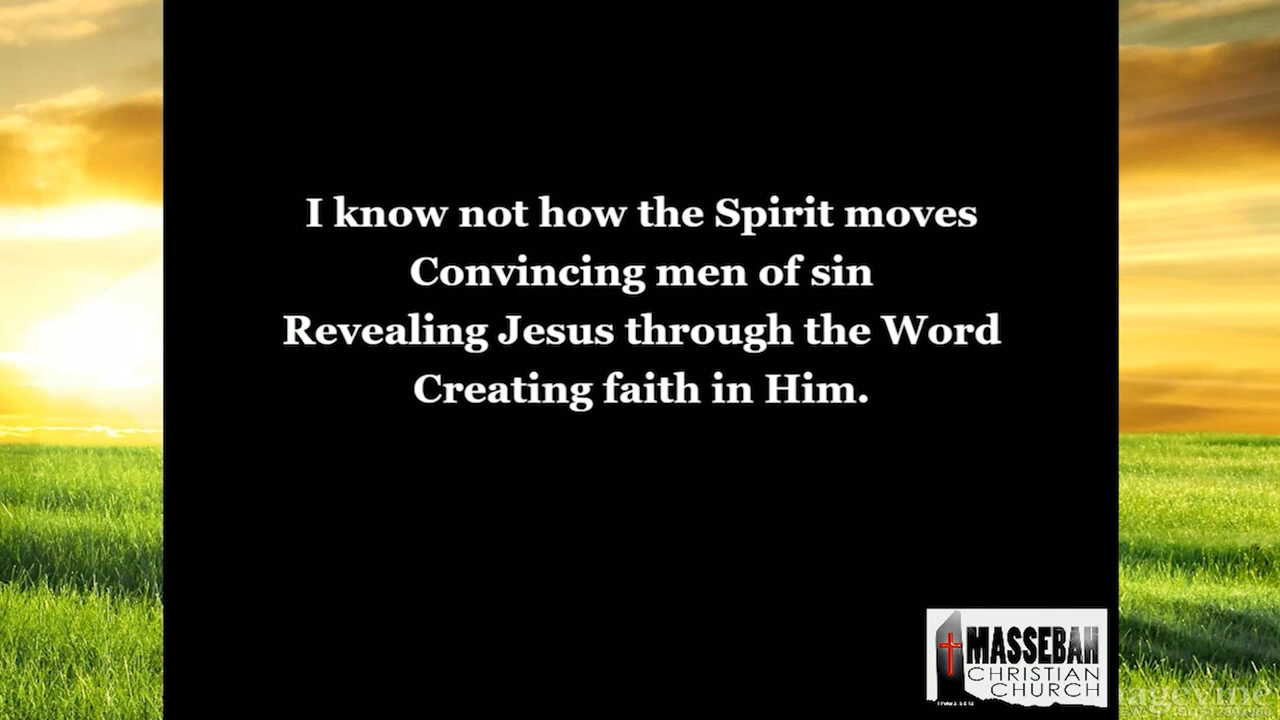 I know not how the Spirit moves
Convincing men of sin
Revealing Jesus through the Word
Creating faith in Him.
MASSEBAH
CHRISTIAN
CHURCH